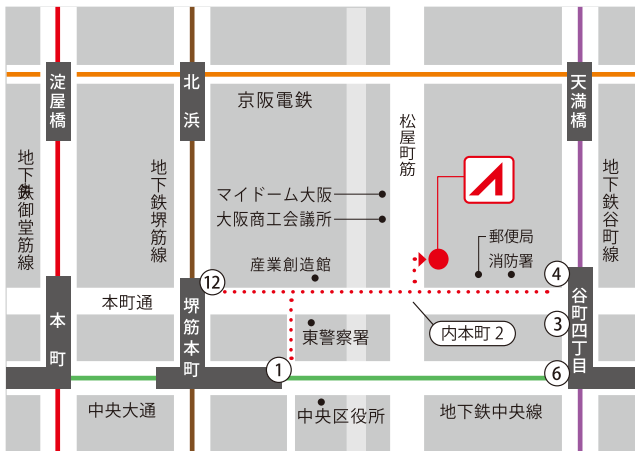 淀屋橋
北浜
天満橋
京阪電鉄
松屋町筋
地下鉄御堂筋線
地下鉄堺筋線
地下鉄谷町線
マイドーム大阪
大阪商工会議所
郵便局
消防署
産業創造館
12
4
本町通
本町
堺筋本町
谷町四丁目
3
内本町2
東警察署
1
6
中央大通
中央区役所
地下鉄中央線